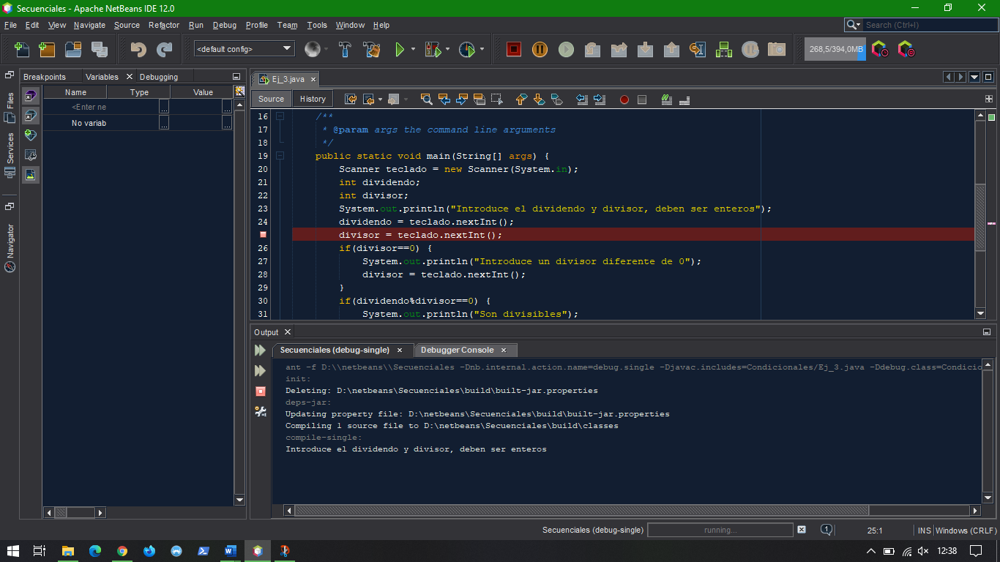 Secuenciales - Apache NetBeans IDE 12.0
File Edit View Navigate Source Refactor Run Debug Profile Team Tools Window Help
Search (Ctrl+I)
<default config>
268,5/394,0MB
Breakpoints Variables Debugging
Name Type Value
<Enter ne ... ...
No variab ... ...
Files
Services
Navigator
Ej_3.java
Source History
16 /**
17 * @param args the command line arguments
18 */
19 public static void main(String[] args) {
20 Scanner teclado = new Scanner(System.in);
21 int dividendo;
22 int divisor;
23 System.out.println("Introduce el dividendo y divisor, deben ser enteros");
24 dividendo = teclado.nextInt();
divisor = teclado.nextInt();
26 if(divisor==0) {
27 System.out.println("Introduce un divisor diferente de 0");
28 divisor = teclado.nextInt();
29 }
30 if(dividendo%divisor==0) {
31 System.out.println("Son divisibles");
Output
Secuenciales (debug-single) Debugger Console
ant -f D:\\netbeans\\Secuenciales -Dnb.internal.action.name=debug.single -Djavac.includes=Condicionales/Ej_3.java -Ddebug.class=Condicio
init:
Deleting: D:\netbeans\Secuenciales\build\built-jar.properties
deps-jar:
Updating property file: D:\netbeans\Secuenciales\build\built-jar.properties
Compiling 1 source file to D:\netbeans\Secuenciales\build\classes
compile-single:
Introduce el dividendo y divisor, deben ser enteros
Secuenciales (debug-single) running... 1 25:1 INS Windows (CRLF)
12:38